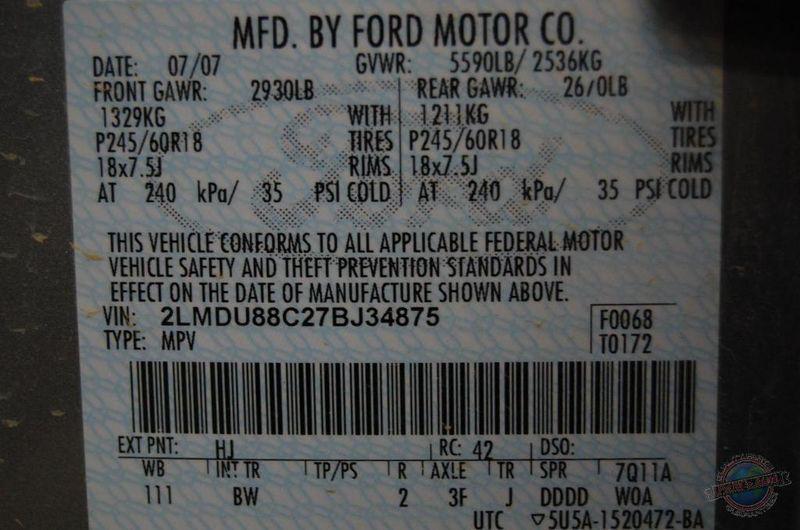 MFD. BY FORD MOTOR CO.
DATE: 07/07 GVWR: 5590LB/ 2536KG
FRONT GAWR: 2930LB REAR GAWR: 26/0LB
1329KG WITH 1211KG WITH
P245/60R18 TIRES P245/60R18 TIRES
18x7.5J RIMS 18x7.5J RIMS
AT 240 kPa/ 35 PSI COLD AT 240 kPa/ 35 PSI COLD
THIS VEHICLE CONFORMS TO ALL APPLICABLE FEDERAL MOTOR
VEHICLE SAFETY AND THEFT PREVENTION STANDARDS IN
EFFECT ON THE DATE OF MANUFACTURE SHOWN ABOVE.
VIN: 2LMDU88C27BJ34875 F0068
TYPE: MPV T0172
EXT PNT: HJ RC: 42 DSO:
WB INT TR TP/PS R AXLE TR SPR 7Q11A
111 BW 2 3F J DDDD WOA
UTC ▽5U5A-1520472-BA